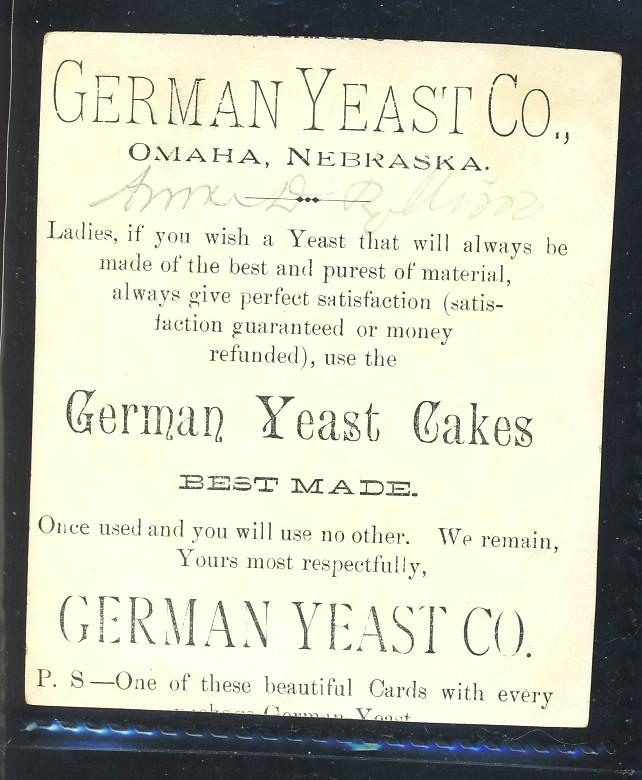 GERMAN YEAST CO.,
OMAHA, NEBRASKA.
Ladies, if you wish a Yeast that will always be
made of the best and purest of material,
always give perfect satisfaction (satis-
faction guaranteed or money
refunded), use the
German Yeast Cakes
BEST MADE.
Once used and you will use no other. We remain,
Yours most respectfully,
GERMAN YEAST CO.
P. S—One of these beautiful Cards with every
package German Yeast